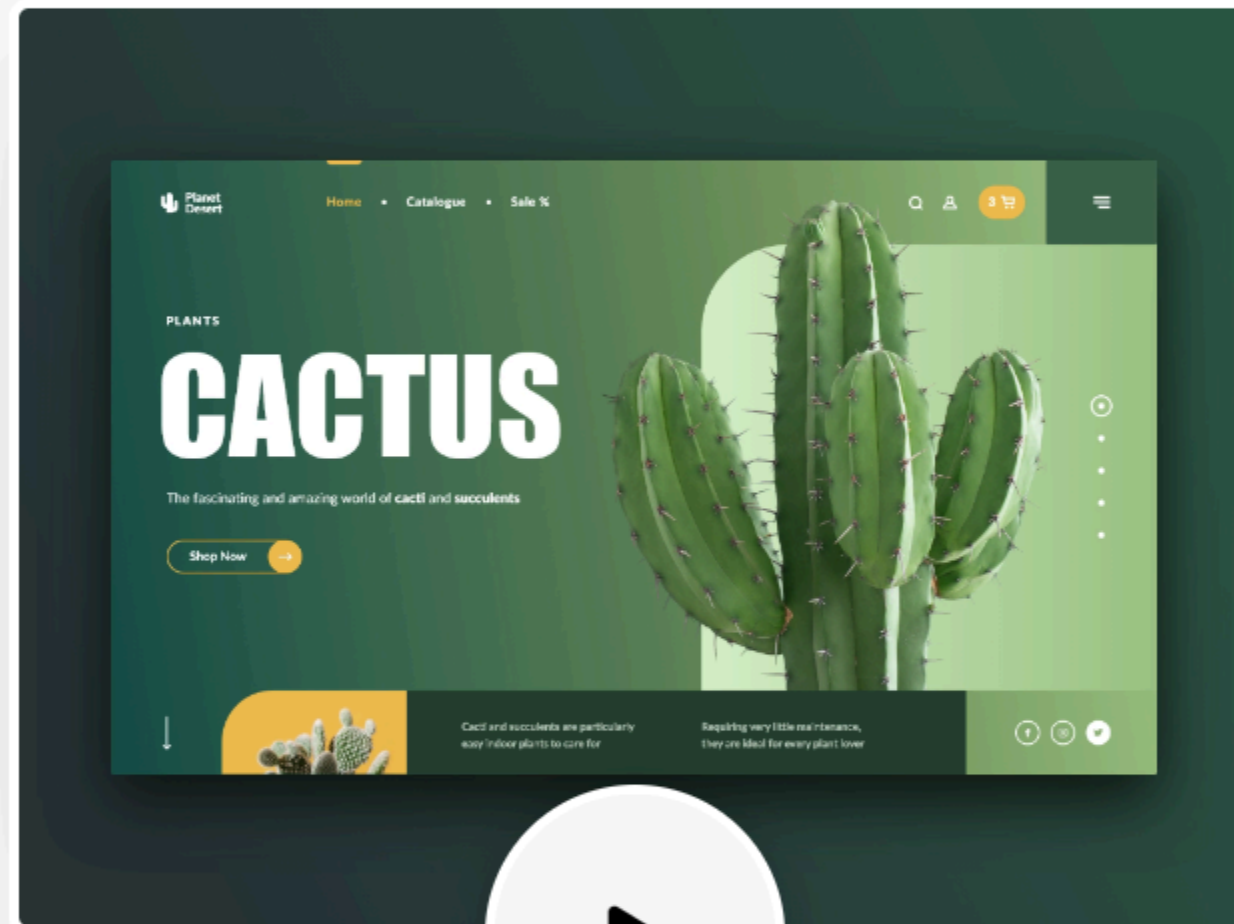 Planet
Desert
Home • Catalogue • Sale %
3
PLANTS
CACTUS
The fascinating and amazing world of cacti and succulents
Shop Now →
Cacti and succulents are particularly
easy indoor plants to care for
Requiring very little maintenance,
they are ideal for every plant lover